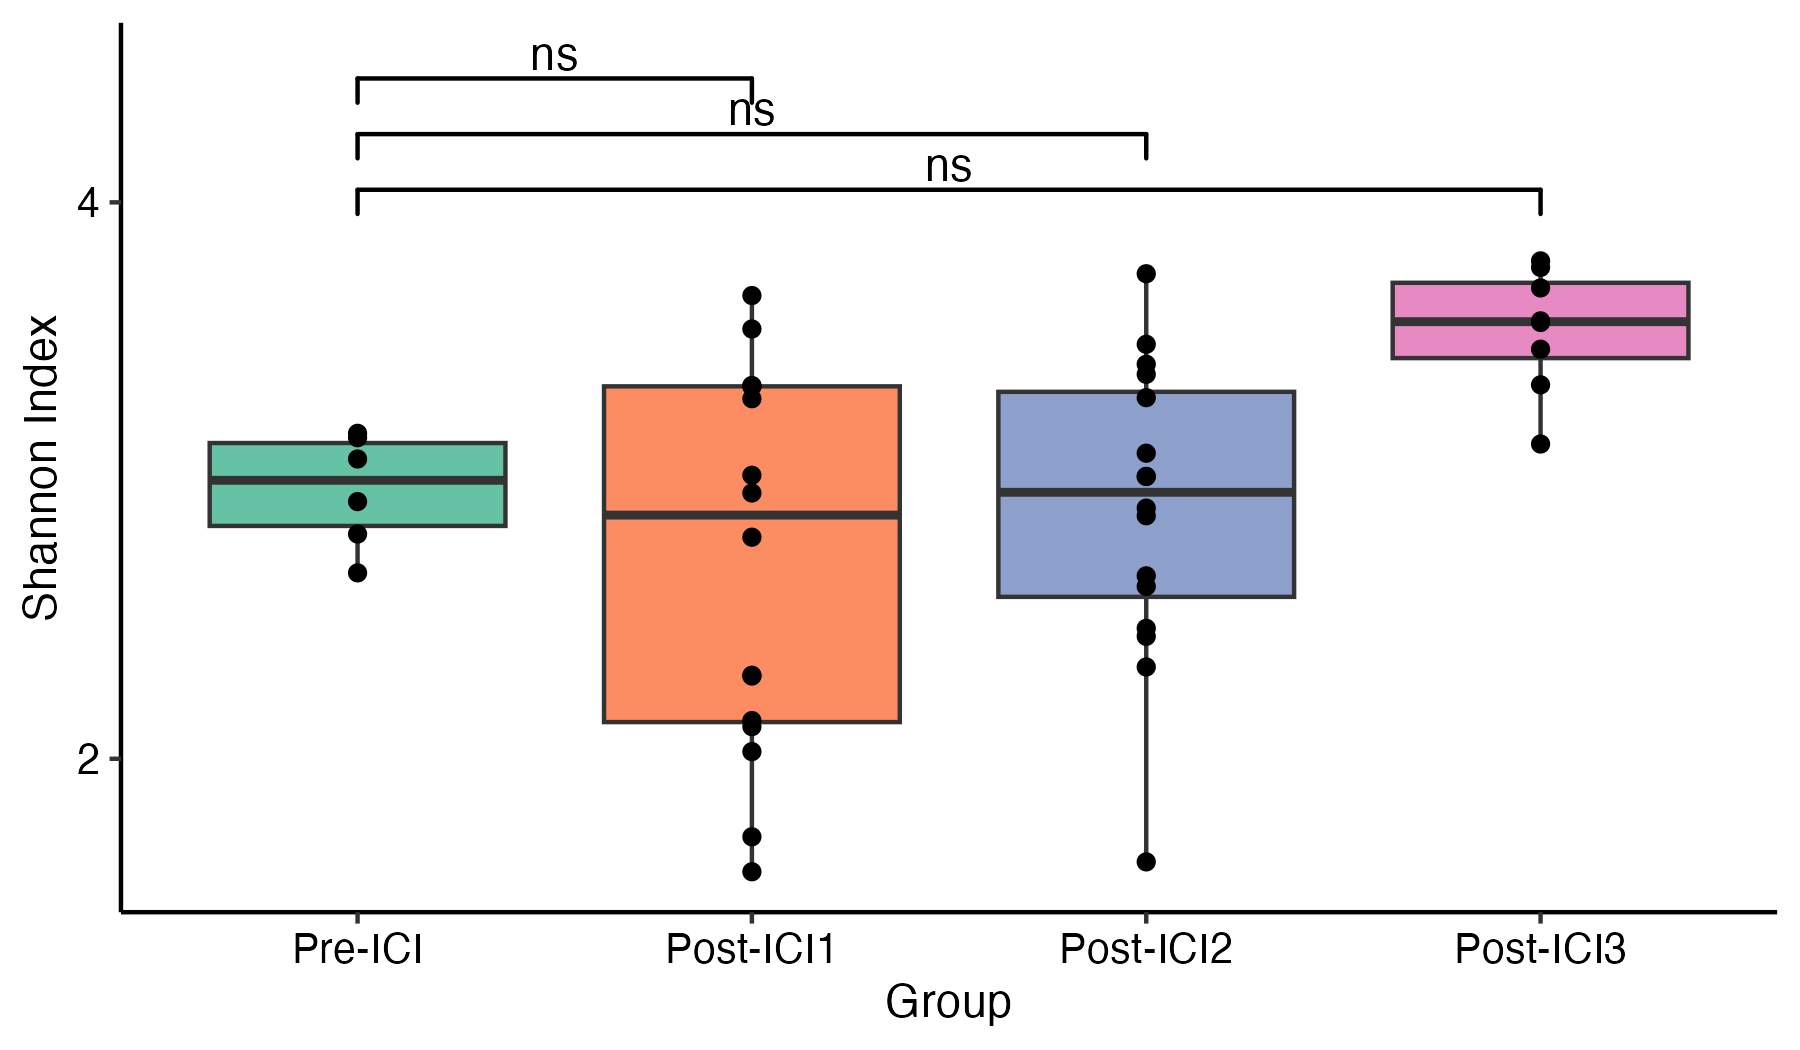 ns
ns
ns
4
2
Shannon Index
Pre-ICI
Post-ICI1
Post-ICI2
Post-ICI3
Group